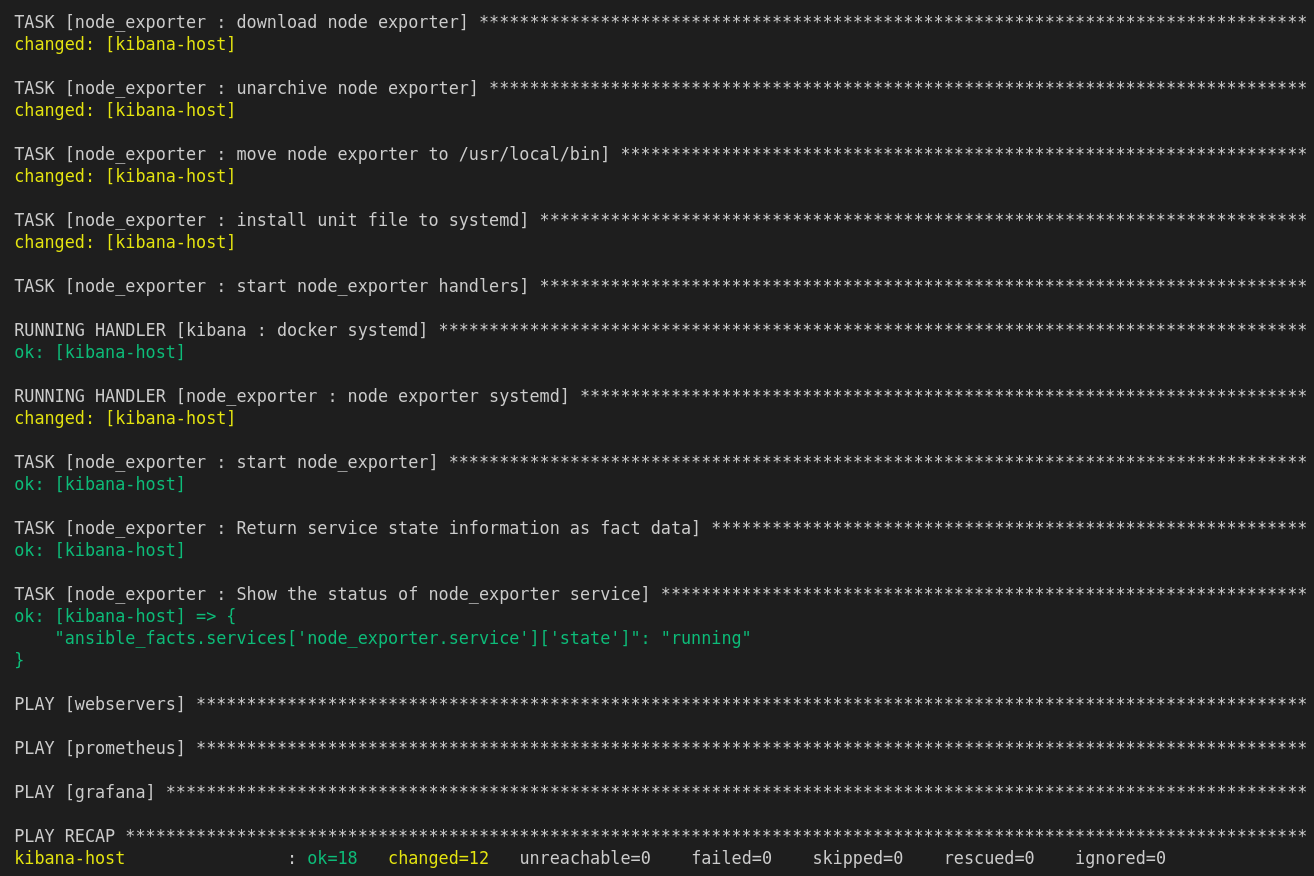 TASK [node_exporter : download node exporter] **********************************************************************************
changed: [kibana-host]
TASK [node_exporter : unarchive node exporter] *********************************************************************************
changed: [kibana-host]
TASK [node_exporter : move node exporter to /usr/local/bin] ********************************************************************
changed: [kibana-host]
TASK [node_exporter : install unit file to systemd] ****************************************************************************
changed: [kibana-host]
TASK [node_exporter : start node_exporter handlers] ****************************************************************************
RUNNING HANDLER [kibana : docker systemd] **************************************************************************************
ok: [kibana-host]
RUNNING HANDLER [node_exporter : node exporter systemd] ************************************************************************
changed: [kibana-host]
TASK [node_exporter : start node_exporter] *************************************************************************************
ok: [kibana-host]
TASK [node_exporter : Return service state information as fact data] ***********************************************************
ok: [kibana-host]
TASK [node_exporter : Show the status of node_exporter service] ****************************************************************
ok: [kibana-host] => {
    "ansible_facts.services['node_exporter.service']['state']": "running"
}
PLAY [webservers] **************************************************************************************************************
PLAY [prometheus] **************************************************************************************************************
PLAY [grafana] *****************************************************************************************************************
PLAY RECAP *********************************************************************************************************************
kibana-host                : ok=18   changed=12   unreachable=0    failed=0    skipped=0    rescued=0    ignored=0